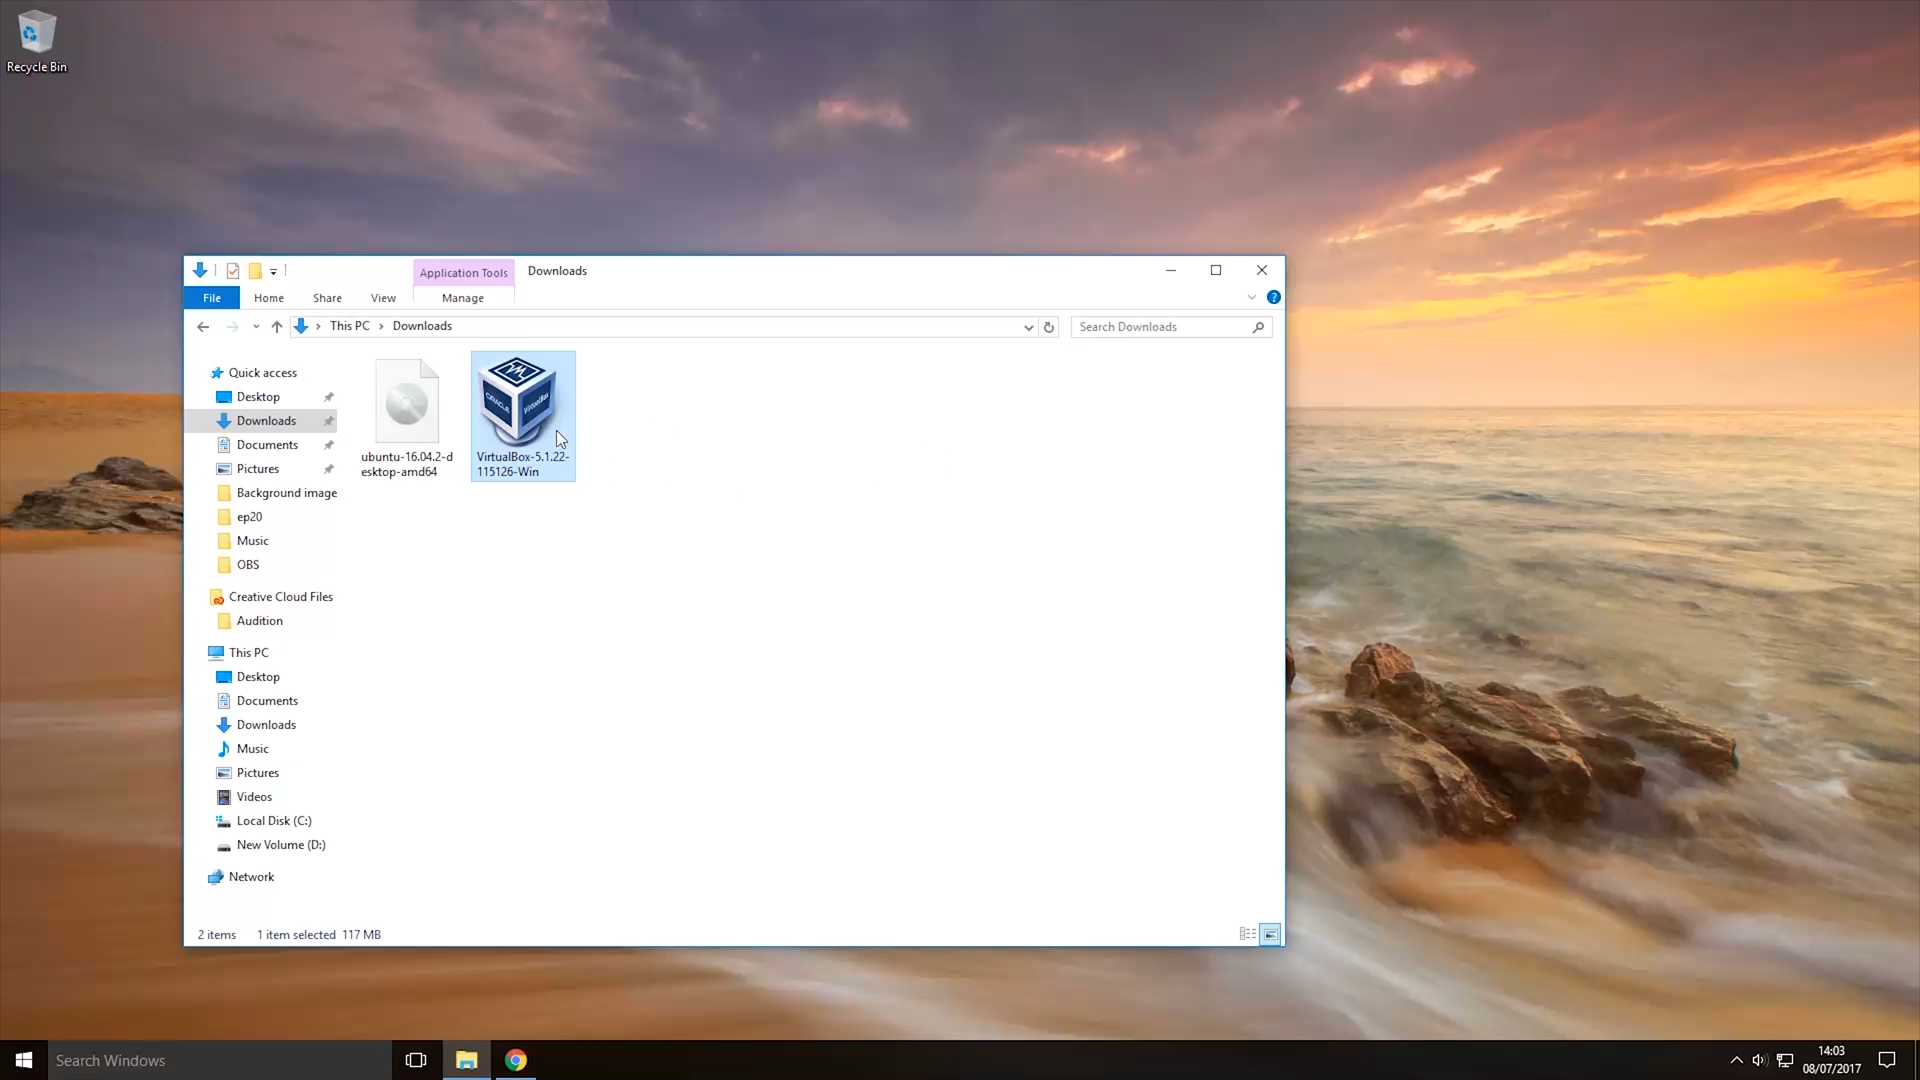 Recycle Bin
Application Tools
Downloads
File
Home
Share
View
Manage
This PC
Downloads
Search Downloads
Quick access
Desktop
Downloads
Documents
Pictures
Background image
ep20
Music
OBS
Creative Cloud Files
Audition
This PC
Desktop
Documents
Downloads
Music
Pictures
Videos
Local Disk (C:)
New Volume (D:)
Network
ORACLE
VirtualBox
ubuntu-16.04.2-d
esktop-amd64
VirtualBox-5.1.22-
115126-Win
2 items
1 item selected 117 MB
Search Windows
14:03
08/07/2017